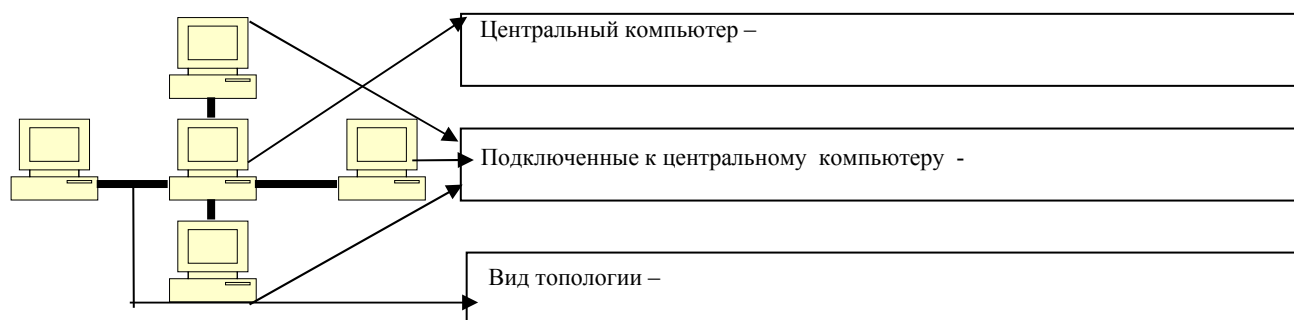 Центральный компьютер –
Подключенные к центральному компьютеру -
Вид топологии –